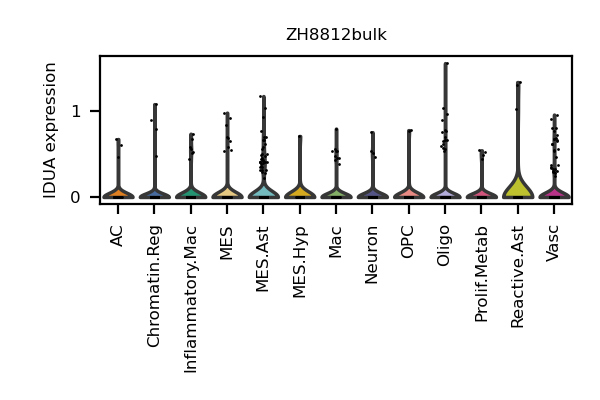 ZH8812bulk
IDUA expression
1
0
AC
Chromatin.Reg
Inflammatory.Mac
MES
MES.Ast
MES.Hyp
Mac
Neuron
OPC
Oligo
Prolif.Metab
Reactive.Ast
Vasc